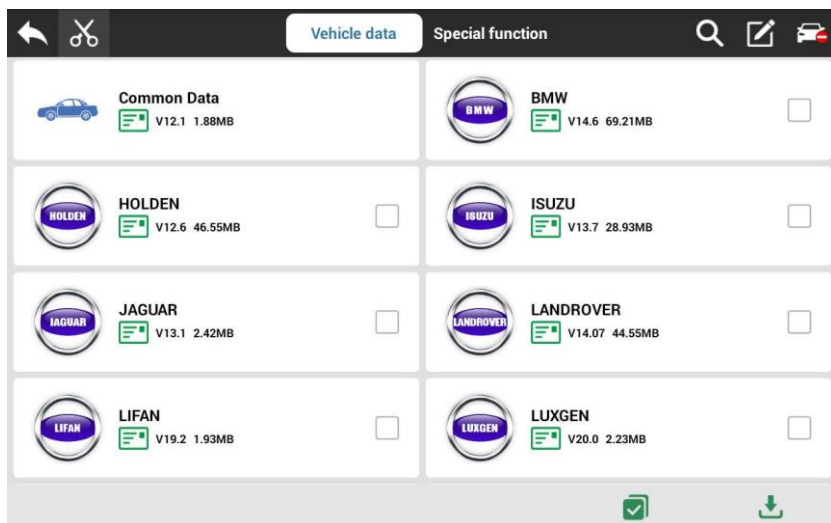 Vehicle data
Special function
Common Data
V12.1 1.88MB
BMW
BMW
V14.6 69.21MB
HOLDEN
HOLDEN
V12.6 46.55MB
ISUZU
ISUZU
V13.7 28.93MB
JAGUAR
JAGUAR
V13.1 2.42MB
LANDROVER
LANDROVER
V14.07 44.55MB
LIFAN
LIFAN
V19.2 1.93MB
LUXGEN
LUXGEN
V20.0 2.23MB